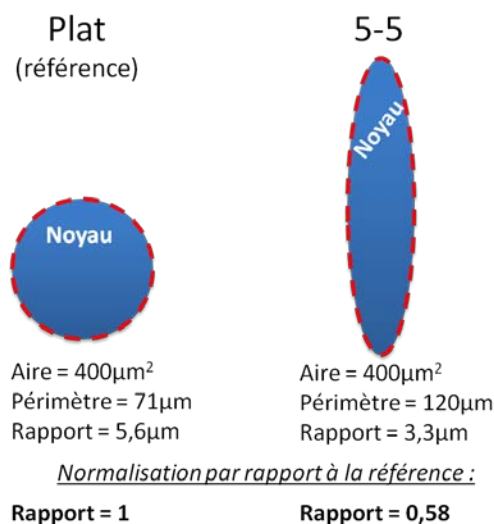 Plat
(référence)
5-5
Noyau
Noyau
Aire = 400µm²
Périmètre = 71µm
Rapport = 5,6µm
Aire = 400µm²
Périmètre = 120µm
Rapport = 3,3µm
Normalisation par rapport à la référence :
Rapport = 1
Rapport = 0,58